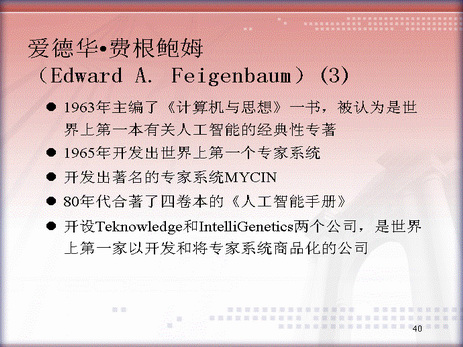 爱德华•费根鲍姆
（Edward A. Feigenbaum）(3)
● 1963年主编了《计算机与思想》一书，被认为是世
界上第一本有关人工智能的经典性专著
● 1965年开发出世界上第一个专家系统
● 开发出著名的专家系统MYCIN
● 80年代合著了四卷本的《人工智能手册》
● 开设Teknowledge和IntelliGenetics两个公司，是世界
上第一家以开发和将专家系统商品化的公司
40